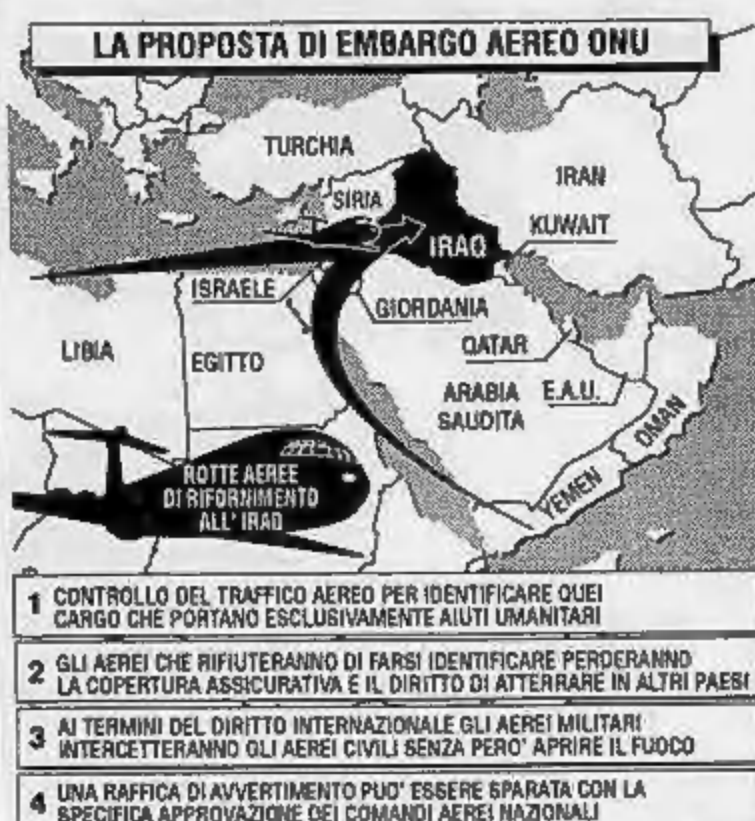 LA PROPOSTA DI EMBARGO AEREO ONU
TURCHIA
SIRIA
IRAN
IRAQ
KUWAIT
ISRAELE
GIORDANIA
LIBIA
EGITTO
QATAR
ARABIA
SAUDITA
E.A.U.
OMAN
YEMEN
ROTTE AEREE
DI RIFORNIMENTO
ALL' IRAQ
1 CONTROLLO DEL TRAFFICO AEREO PER IDENTIFICARE QUEI
CARGO CHE PORTANO ESCLUSIVAMENTE AIUTI UMANITARI
2 GLI AEREI CHE RIFIUTERANNO DI FARSI IDENTIFICARE PERDERANNO
LA COPERTURA ASSICURATIVA E IL DIRITTO DI ATTERRARE IN ALTRI PAESI
3 AI TERMINI DEL DIRITTO INTERNAZIONALE GLI AEREI MILITARI
INTERCETTERANNO GLI AEREI CIVILI SENZA PERO' APRIRE IL FUOCO
4 UNA RAFFICA DI AVVERTIMENTO PUO' ESSERE SPARATA CON LA
SPECIFICA APPROVAZIONE DEI COMANDI AEREI NAZIONALI